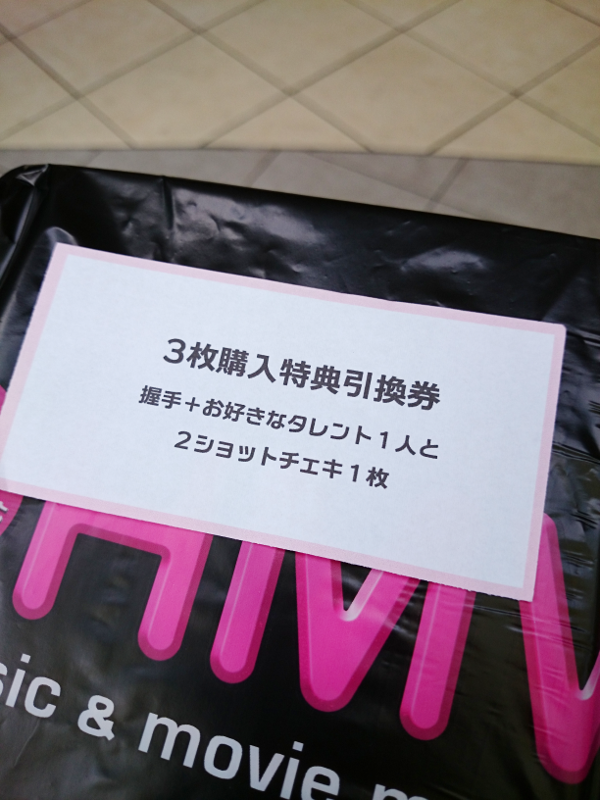 3枚購入特典引換券
握手+お好きなタレント1人と
2ショットチェキ1枚
HMV
music & movie